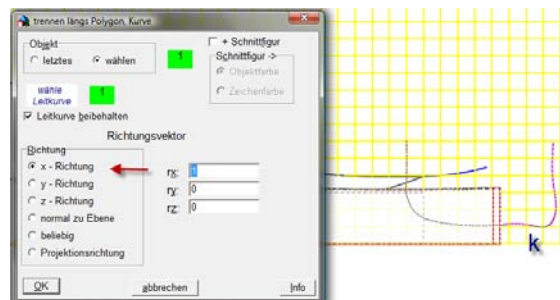 trennen längs Polygon, Kurve
Objekt
letztes
wählen
1
+ Schnittfigur
Schnittfigur ->
Objektfarbe
Zeichenfarbe
wähle
Leitkurve
1
Leitkurve beibehalten
Richtungsvektor
Richtung
x - Richtung
y - Richtung
z - Richtung
normal zu Ebene
beliebig
Projektionsrichtung
rx: 1
ry: 0
rz: 0
OK
abbrechen
Info
k